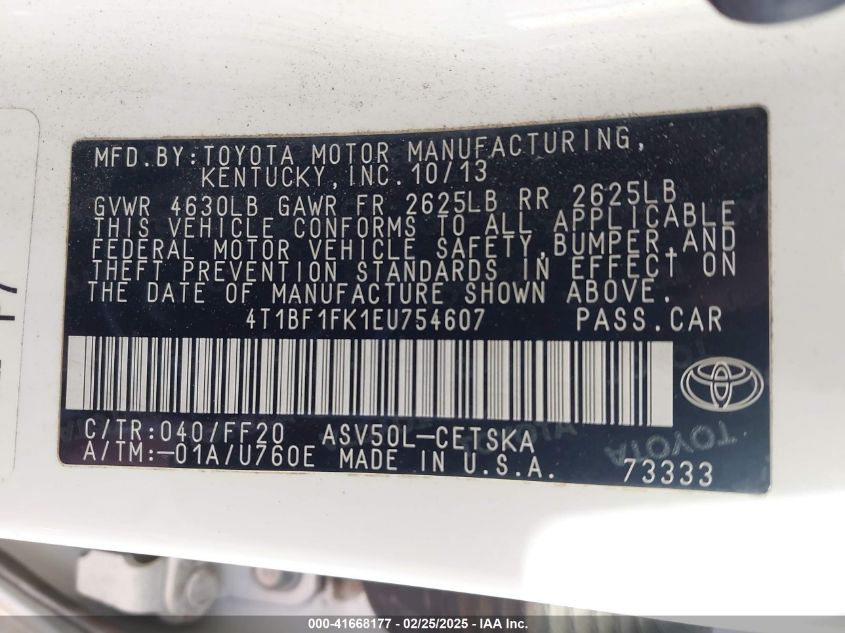 MFD.BY:TOYOTA MOTOR MANUFACTURING,
KENTUCKY,INC.10/13
GVWR 4630LB GAWR FR 2625LB RR 2625LB
THIS VEHICLE CONFORMS TO ALL APPLICABLE
FEDERAL MOTOR VEHICLE SAFETY,BUMPER,AND
THEFT PREVENTION STANDARDS IN EFFECT ON
THE DATE OF MANUFACTURE SHOWN ABOVE.
4T1BF1FK1EU754607 PASS.CAR
C/TR:040/FF20 ASV50L-CETSKA
A/TM:-01A/U760E MADE IN U.S.A. 73333
000-41668177 - 02/25/2025 - IAA Inc.